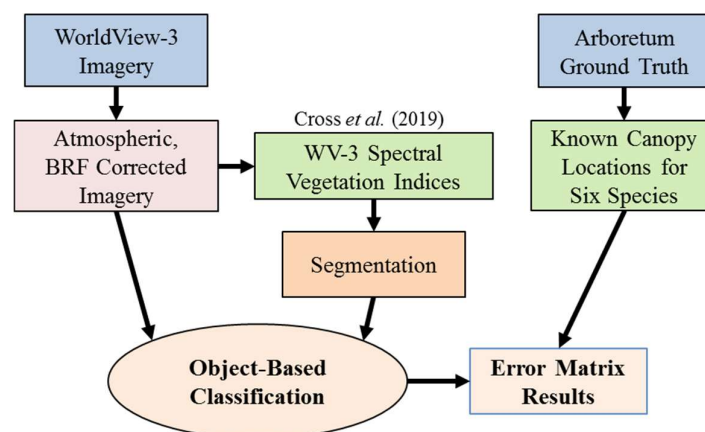 WorldView-3
Imagery
Arboretum
Ground Truth
Cross et al. (2019)
Atmospheric,
BRF Corrected
Imagery
WV-3 Spectral
Vegetation Indices
Known Canopy
Locations for
Six Species
Segmentation
Object-Based
Classification
Error Matrix
Results